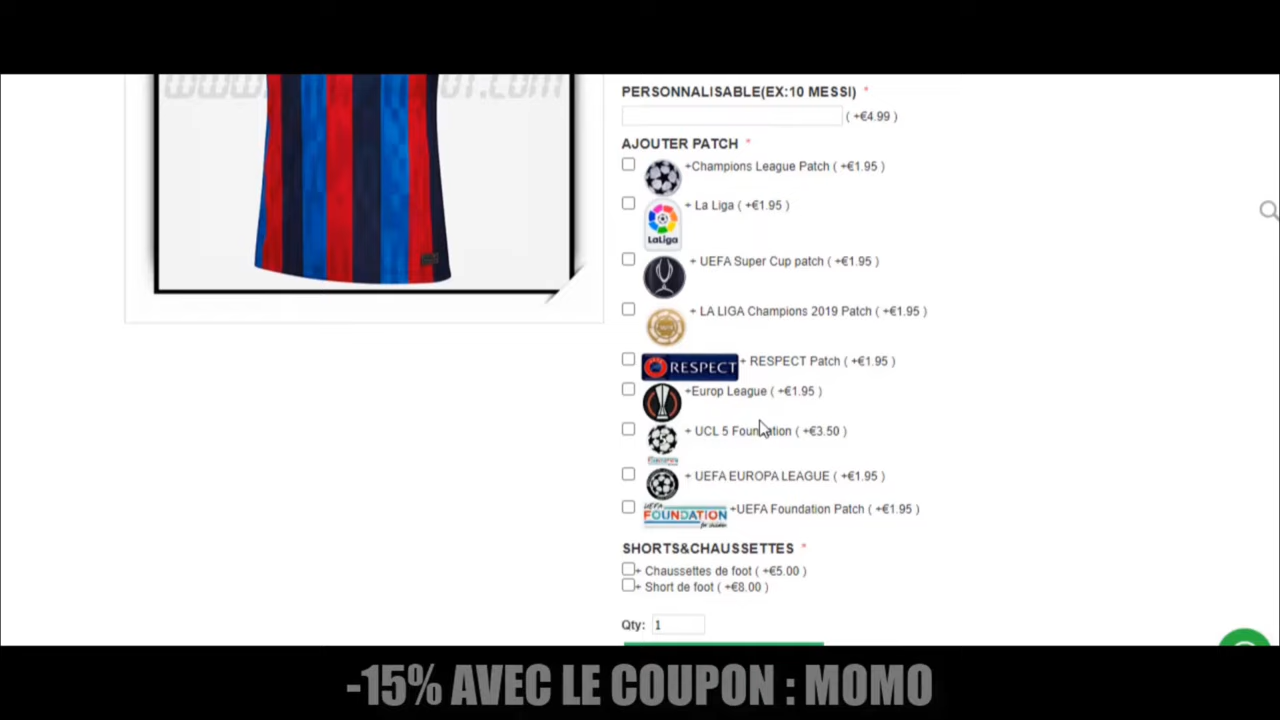 PERSONNALISABLE(EX:10 MESSI) *
( +€4.99 )
AJOUTER PATCH *
+Champions League Patch ( +€1.95 )
+ La Liga ( +€1.95 )
LaLiga
+ UEFA Super Cup patch ( +€1.95 )
+ LA LIGA Champions 2019 Patch ( +€1.95 )
RESPECT + RESPECT Patch ( +€1.95 )
+Europ League ( +€1.95 )
+ UCL 5 Foundation ( +€3.50 )
+ UEFA EUROPA LEAGUE ( +€1.95 )
UEFA
FOUNDATION +UEFA Foundation Patch ( +€1.95 )
for children
SHORTS&CHAUSSETTES *
+ Chaussettes de foot ( +€5.00 )
+ Short de foot ( +€8.00 )
Qty: 1
-15% AVEC LE COUPON : MOMO